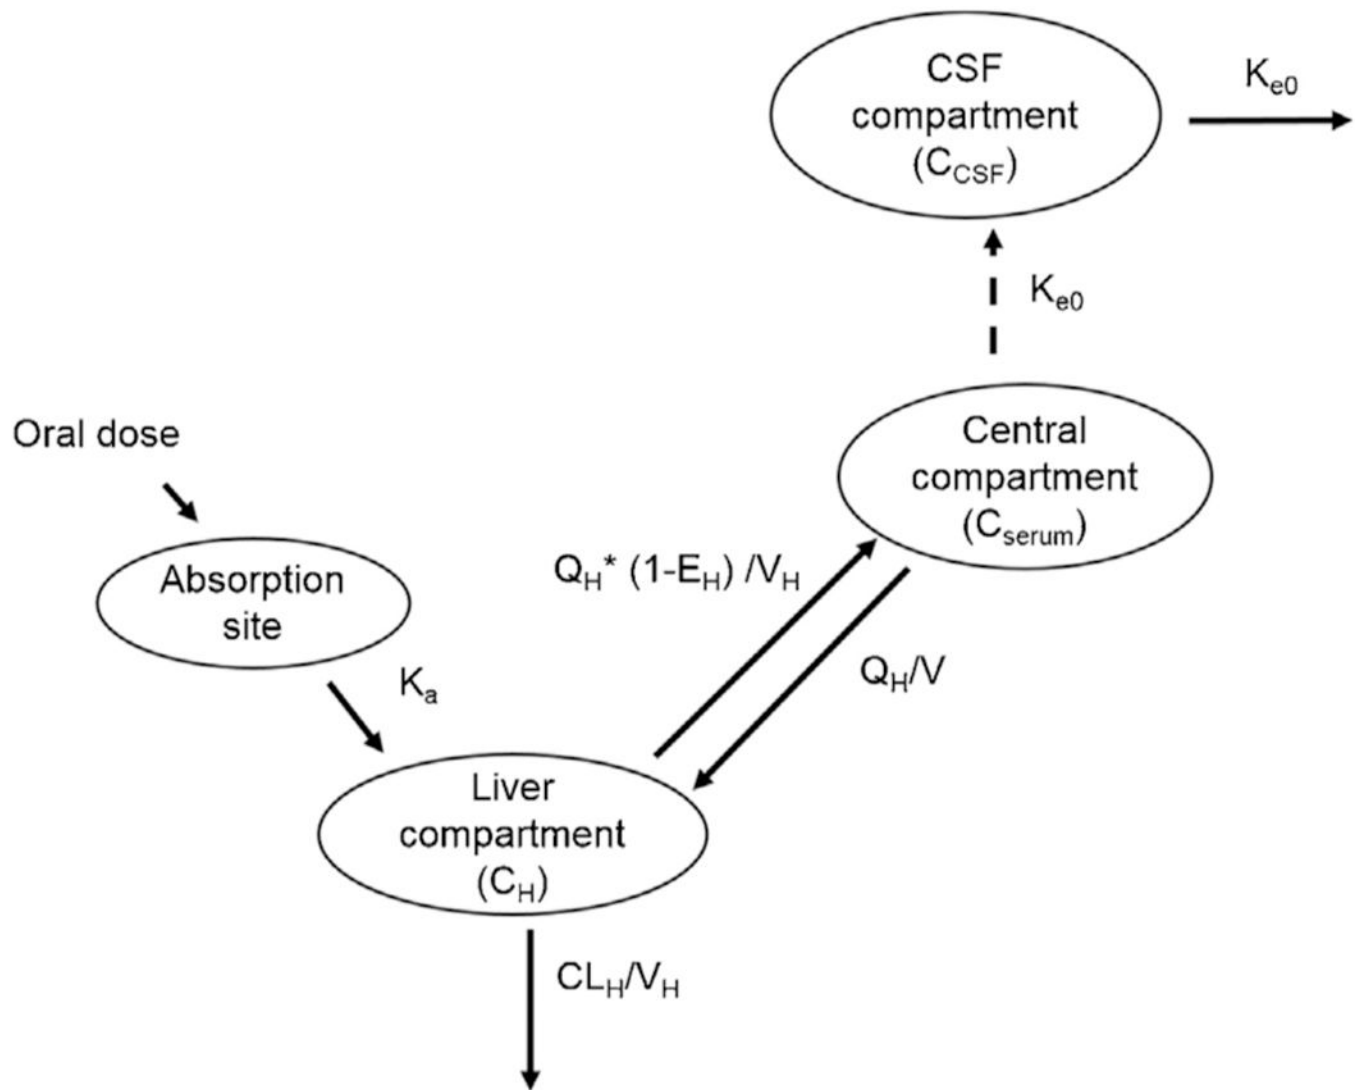 CSF
compartment
(C_CSF)
K_e0
K_e0
Central
compartment
(C_serum)
Oral dose
Absorption
site
Q_H* (1-E_H) /V_H
Q_H/V
K_a
Liver
compartment
(C_H)
CL_H/V_H